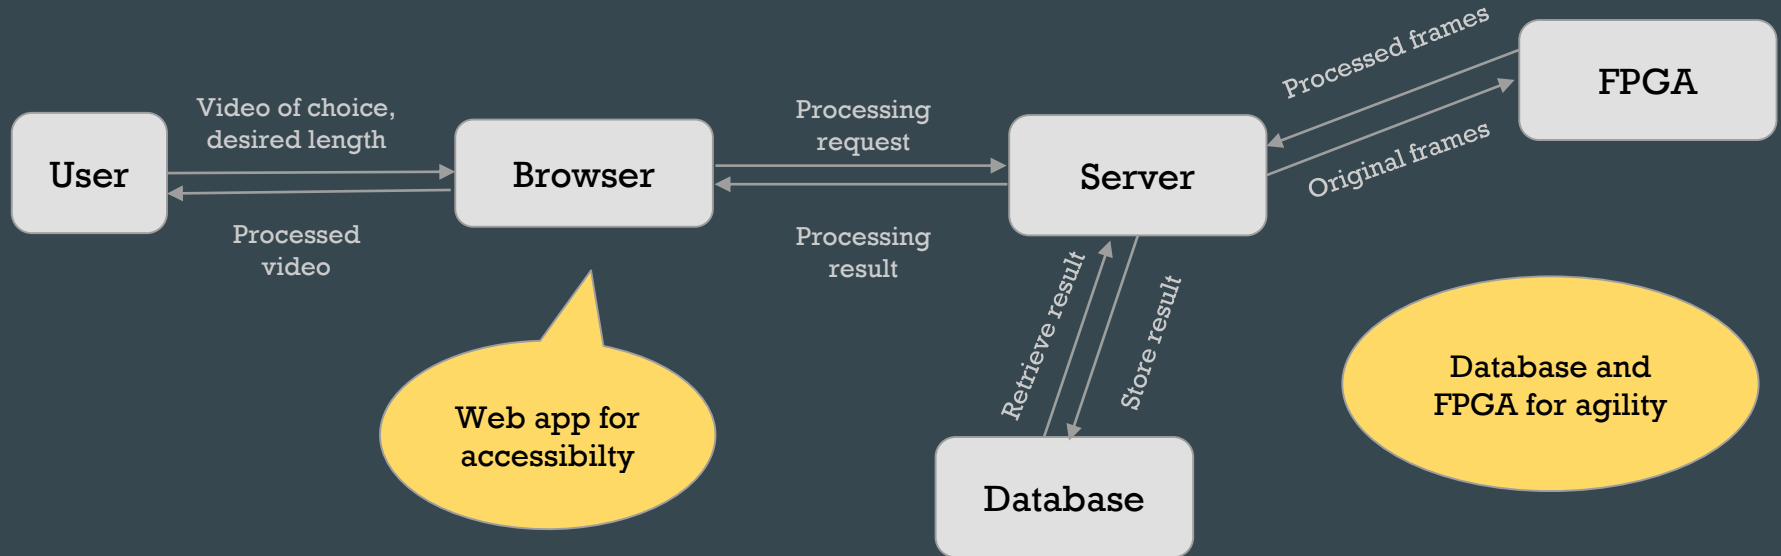 User
Video of choice,
desired length
Processed
video
Browser
Processing
request
Processing
result
Server
Processed frames
Original frames
FPGA
Retrieve result
Store result
Database
Web app for
accessibilty
Database and
FPGA for agility